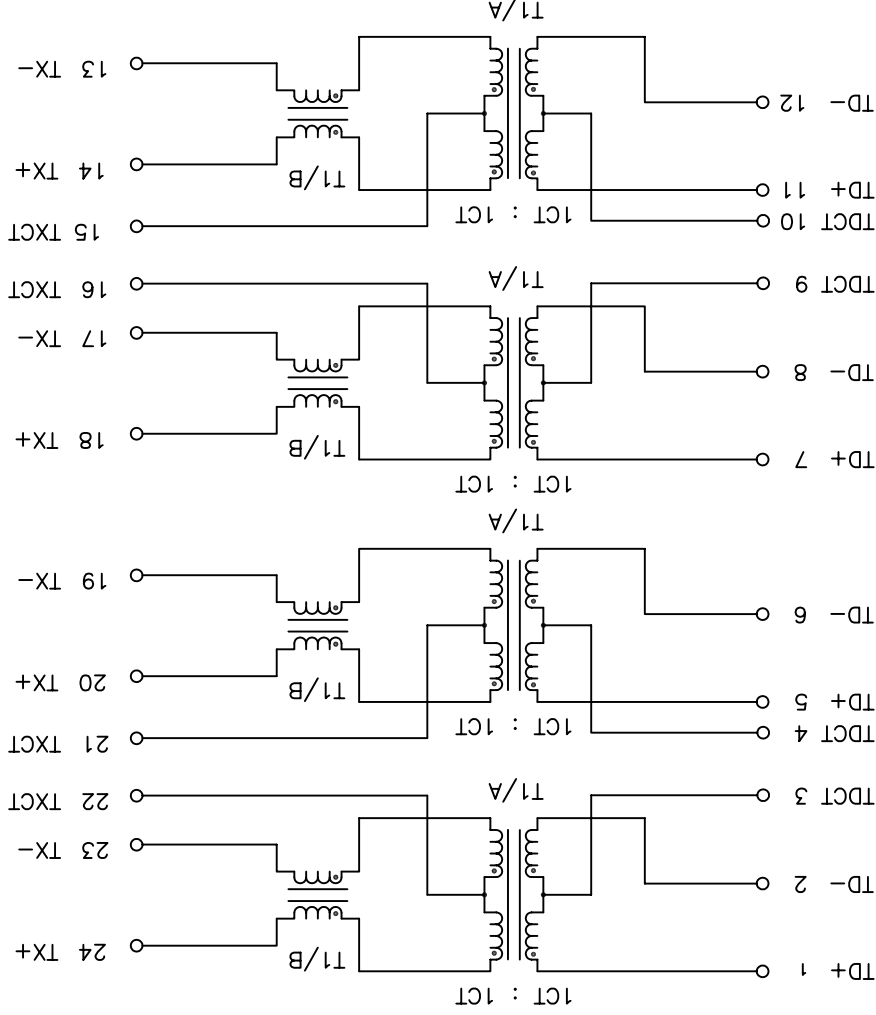 1CT : 1CT
TD+ 1
T1/B
24 TX+
TD- 2
23 TX-
TDCT 3
T1/A
22 TXCT
TDCT 4
1CT : 1CT
21 TXCT
TD+ 5
T1/B
20 TX+
TD- 6
19 TX-
T1/A
1CT : 1CT
TD+ 7
T1/B
18 TX+
TD- 8
17 TX-
TDCT 9
T1/A
16 TXCT
TDCT 10
1CT : 1CT
15 TXCT
TD+ 11
T1/B
14 TX+
TD- 12
13 TX-
T1/A